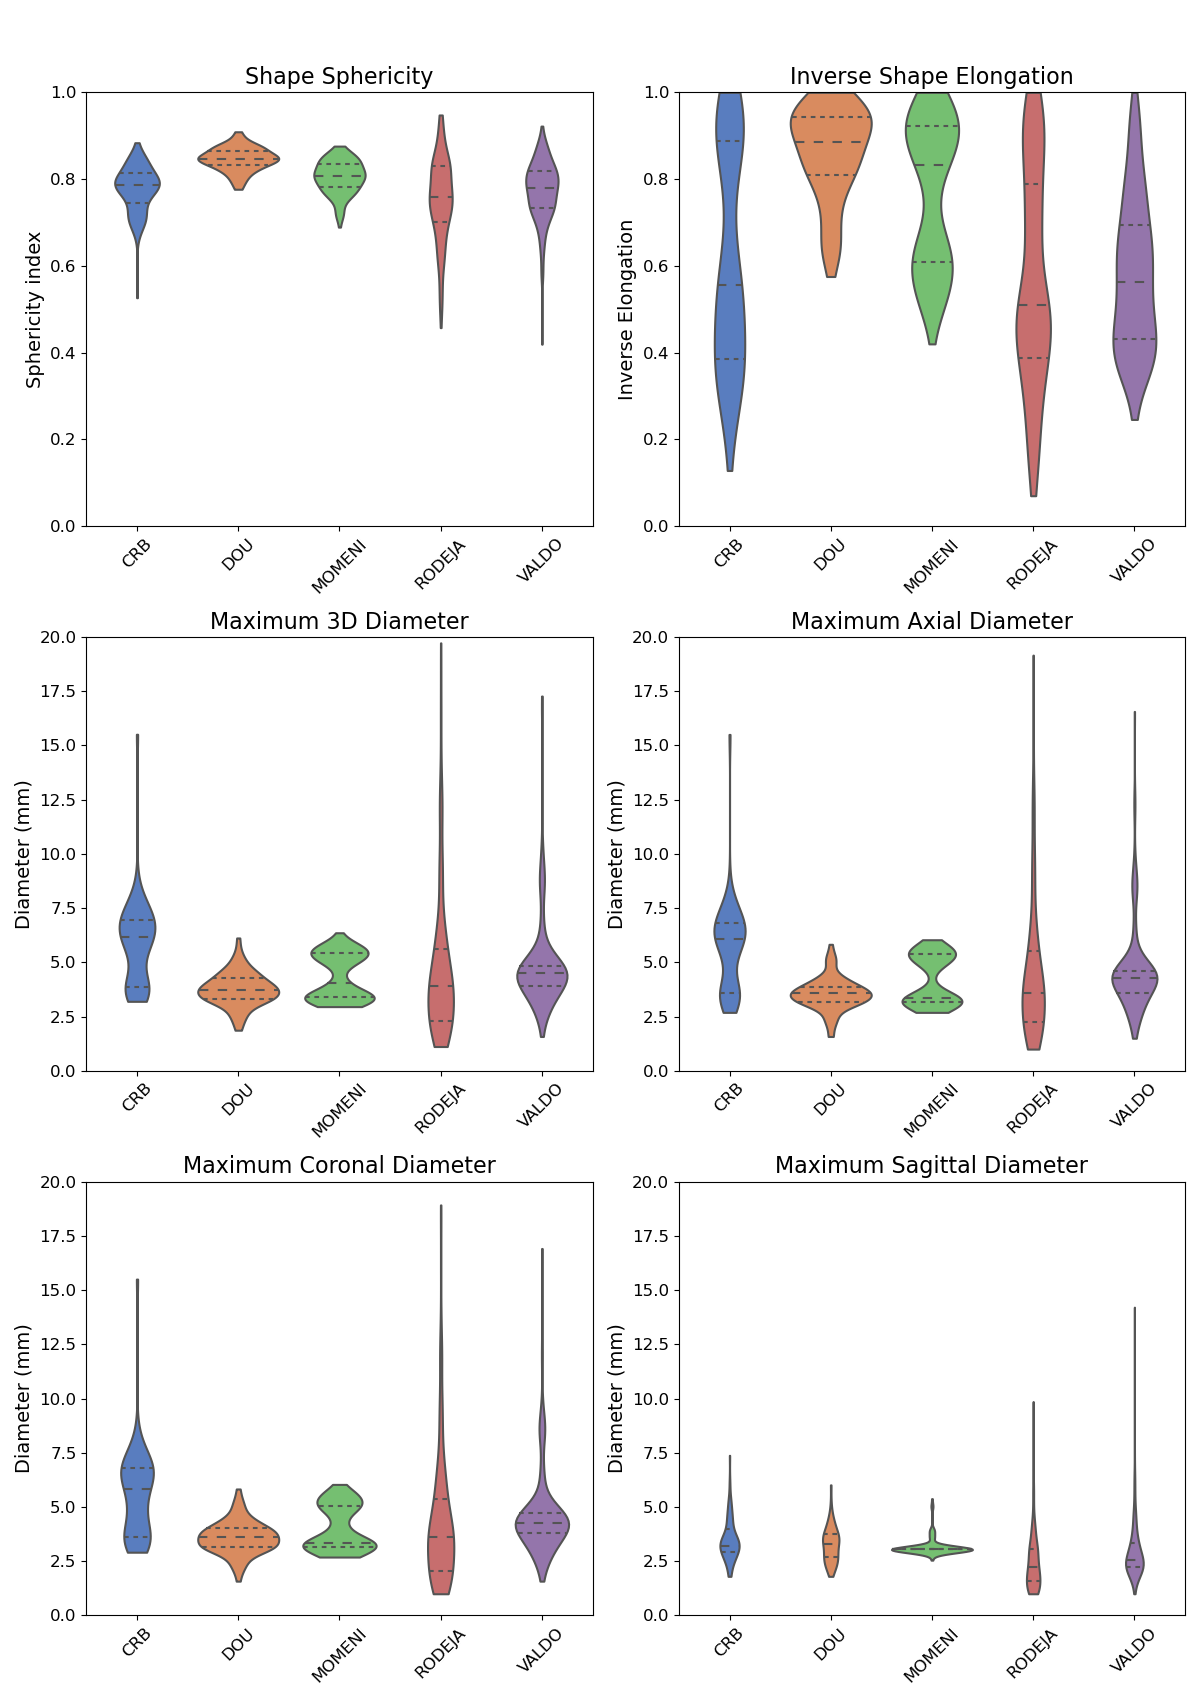 Shape Sphericity
Sphericity index
1.0
0.8
0.6
0.4
0.2
0.0
CRB
DOU
MOMENI
RODEJA
VALDO
Inverse Shape Elongation
Inverse Elongation
1.0
0.8
0.6
0.4
0.2
0.0
CRB
DOU
MOMENI
RODEJA
VALDO
Maximum 3D Diameter
Diameter (mm)
20.0
17.5
15.0
12.5
10.0
7.5
5.0
2.5
0.0
CRB
DOU
MOMENI
RODEJA
VALDO
Maximum Axial Diameter
Diameter (mm)
20.0
17.5
15.0
12.5
10.0
7.5
5.0
2.5
0.0
CRB
DOU
MOMENI
RODEJA
VALDO
Maximum Coronal Diameter
Diameter (mm)
20.0
17.5
15.0
12.5
10.0
7.5
5.0
2.5
0.0
CRB
DOU
MOMENI
RODEJA
VALDO
Maximum Sagittal Diameter
Diameter (mm)
20.0
17.5
15.0
12.5
10.0
7.5
5.0
2.5
0.0
CRB
DOU
MOMENI
RODEJA
VALDO